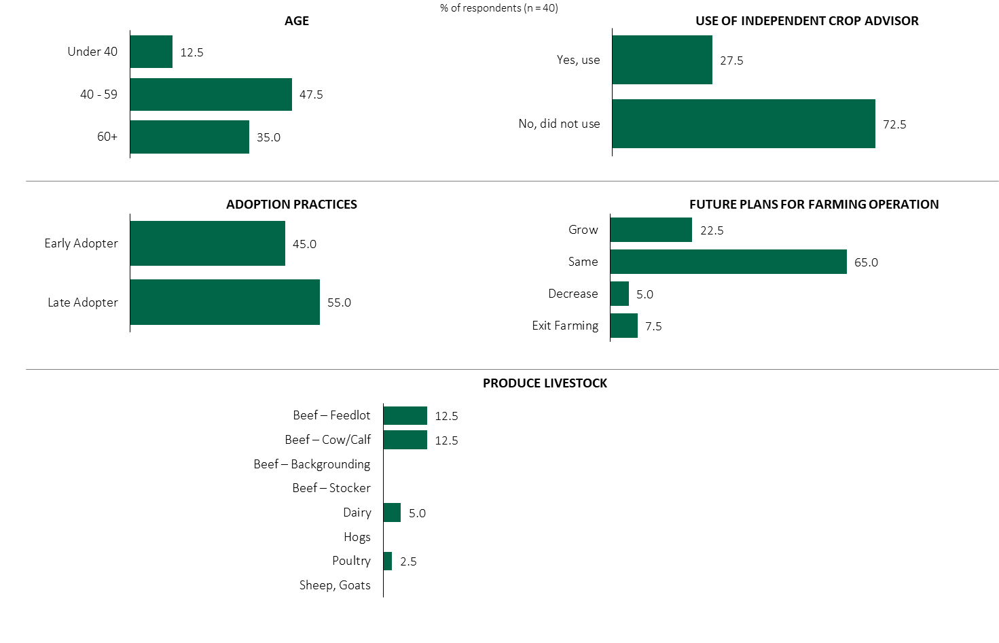 % of respondents (n = 40)
AGE
Under 40 12.5
40 - 59 47.5
60+ 35.0
USE OF INDEPENDENT CROP ADVISOR
Yes, use 27.5
No, did not use 72.5
ADOPTION PRACTICES
Early Adopter 45.0
Late Adopter 55.0
FUTURE PLANS FOR FARMING OPERATION
Grow 22.5
Same 65.0
Decrease 5.0
Exit Farming 7.5
PRODUCE LIVESTOCK
Beef – Feedlot 12.5
Beef – Cow/Calf 12.5
Beef – Backgrounding
Beef – Stocker
Dairy 5.0
Hogs
Poultry 2.5
Sheep, Goats